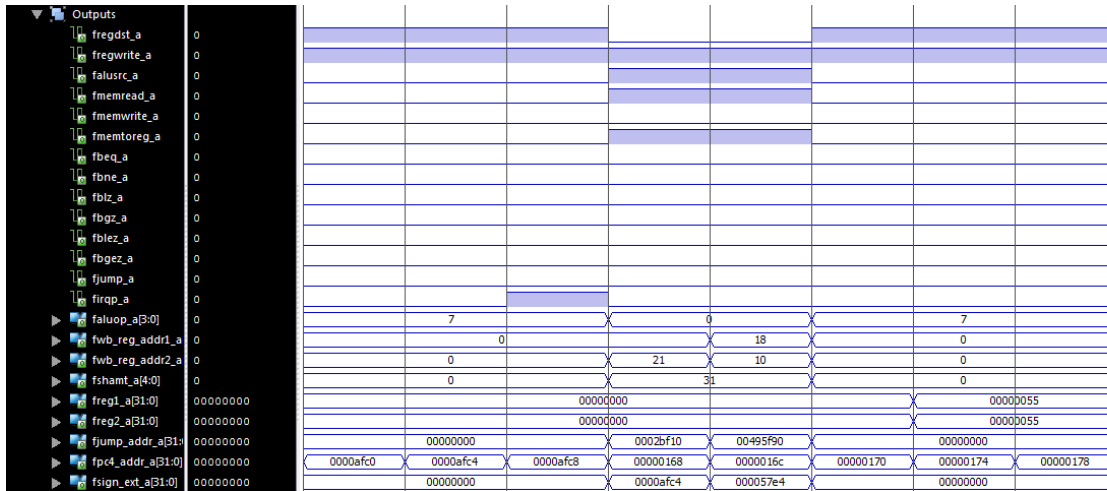 Outputs
fregdst_a 0
fregwrite_a 0
falusrc_a 0
fmemread_a 0
fmemwrite_a 0
fmemtoreg_a 0
fbeq_a 0
fbne_a 0
fblz_a 0
fbgz_a 0
fblez_a 0
fbgez_a 0
fjump_a 0
firqp_a 0
faluop_a[3:0] 0 7 0 7
fwb_reg_addr1_a 0 0 18 0
fwb_reg_addr2_a 0 0 21 10 0
fshamt_a[4:0] 0 0 31 0
freg1_a[31:0] 00000000 00000000 00000055
freg2_a[31:0] 00000000 00000000 00000055
fjump_addr_a[31: 00000000 00000000 0002bf10 00495f90 00000000
fpc4_addr_a[31:0] 00000000 0000afc0 0000afc4 0000afc8 00000168 0000016c 00000170 00000174 00000178
fsign_ext_a[31:0] 00000000 00000000 0000afc4 000057e4 00000000